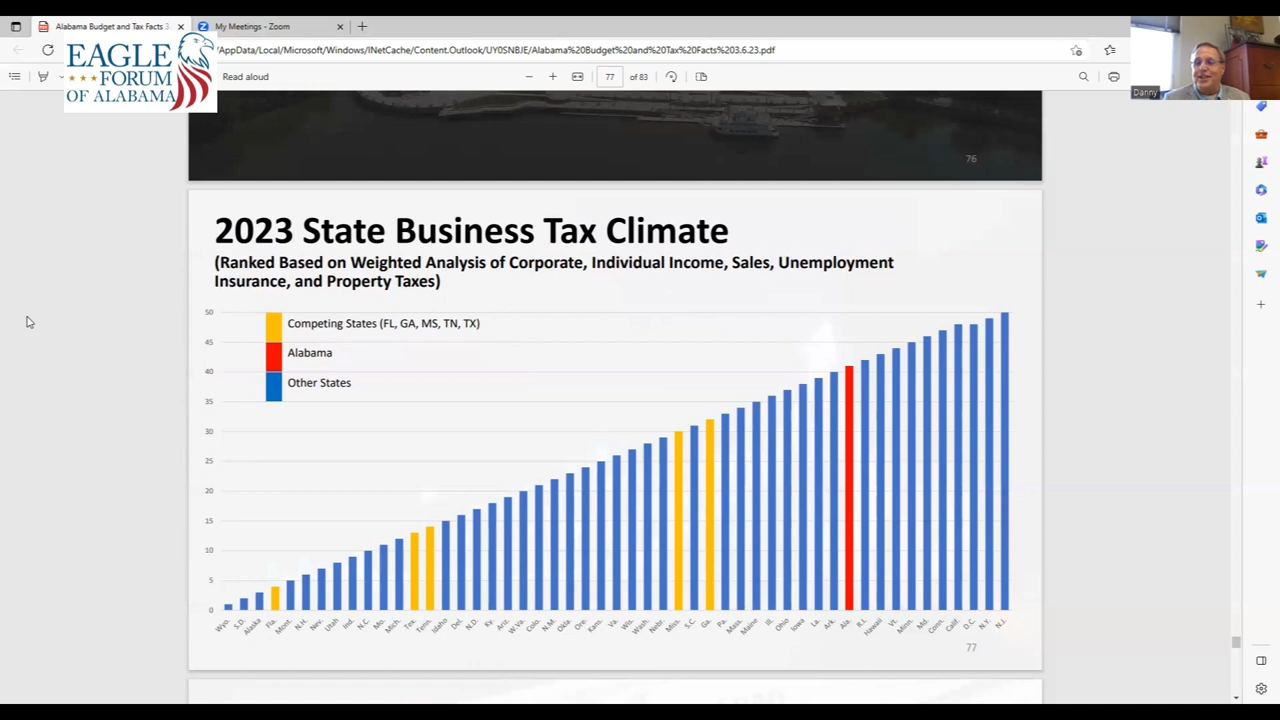 Alabama Budget and Tax Facts 3.
My Meetings - Zoom
/AppData/Local/Microsoft/Windows/INetCache/Content.Outlook/UY0SNBJE/Alabama%20Budget%20and%20Tax%20Facts%203.6.23.pdf
EAGLE
FORUM
OF ALABAMA
Read aloud
77
of 83
Danny
76
2023 State Business Tax Climate
(Ranked Based on Weighted Analysis of Corporate, Individual Income, Sales, Unemployment
Insurance, and Property Taxes)
50
45
40
35
30
25
20
15
10
5
0
Competing States (FL, GA, MS, TN, TX)
Alabama
Other States
Wyo. S.D. Alaska Fla. Mont. N.H. Nev. Utah Ind. N.C. Mo. Mich. Tex. Tenn. Idaho Del. N.D. Ky. Ariz. W.Va. Colo. N.M. Okla. Ore. Kans. Va. Wis. Wash. Nebr. Miss. S.C. Ga. Pa. Mass. Maine Ill. Ohio Iowa La. Ark. Ala. R.I. Hawaii Vt. Minn. Md. Conn. Calif. D.C. N.Y. N.J.
77